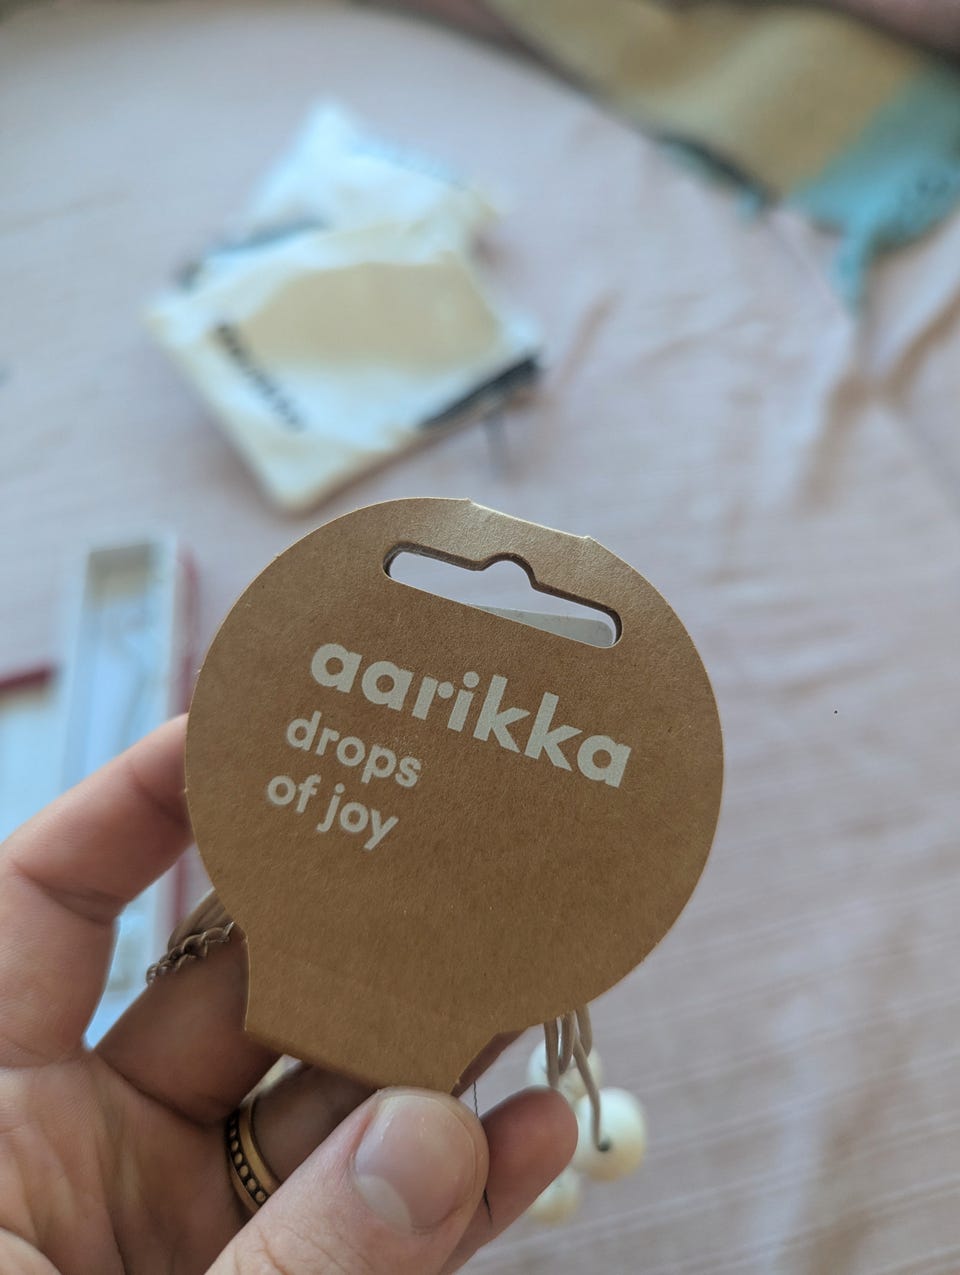 aarikka
drops
of joy